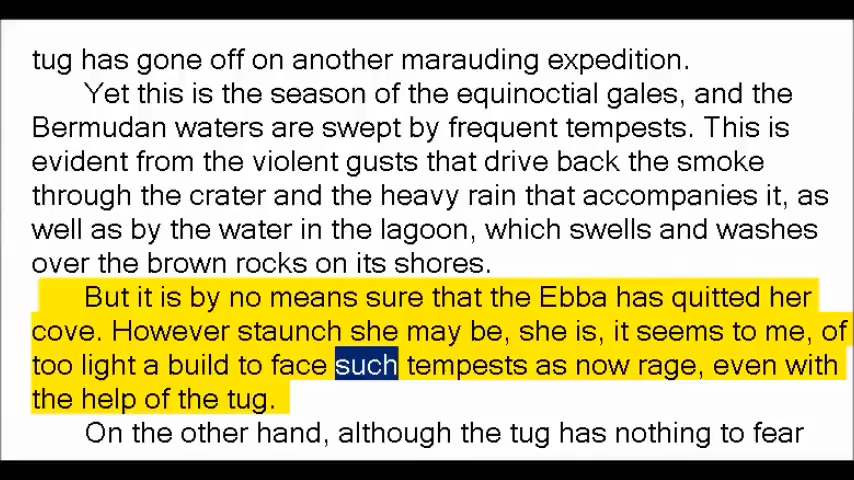 tug has gone off on another marauding expedition.
Yet this is the season of the equinoctial gales, and the
Bermudan waters are swept by frequent tempests. This is
evident from the violent gusts that drive back the smoke
through the crater and the heavy rain that accompanies it, as
well as by the water in the lagoon, which swells and washes
over the brown rocks on its shores.
But it is by no means sure that the Ebba has quitted her
cove. However staunch she may be, she is, it seems to me, of
too light a build to face such tempests as now rage, even with
the help of the tug.
On the other hand, although the tug has nothing to fear